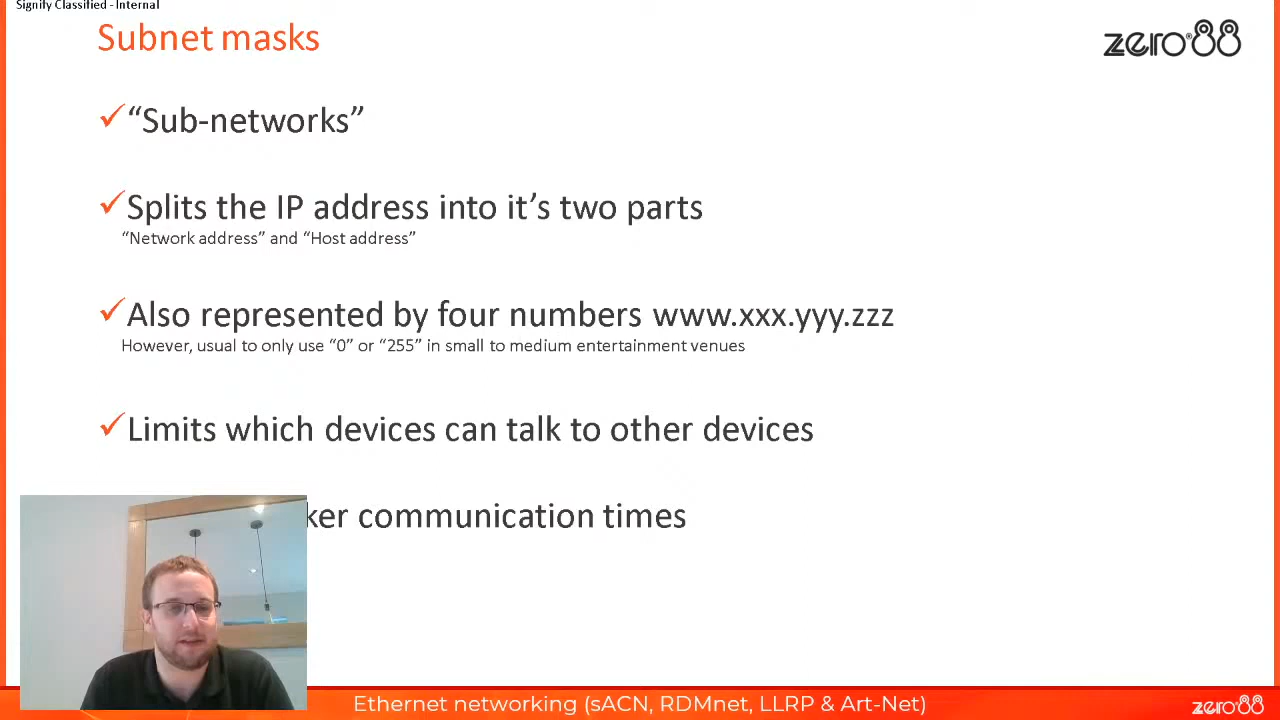 Signify Classified - Internal
Subnet masks
zero®88
“Sub-networks”
Splits the IP address into it’s two parts
“Network address” and “Host address”
Also represented by four numbers www.xxx.yyy.zzz
However, usual to only use “0” or “255” in small to medium entertainment venues
Limits which devices can talk to other devices
communication times
Ethernet networking (sACN, RDMnet, LLRP & Art-Net)
zero88